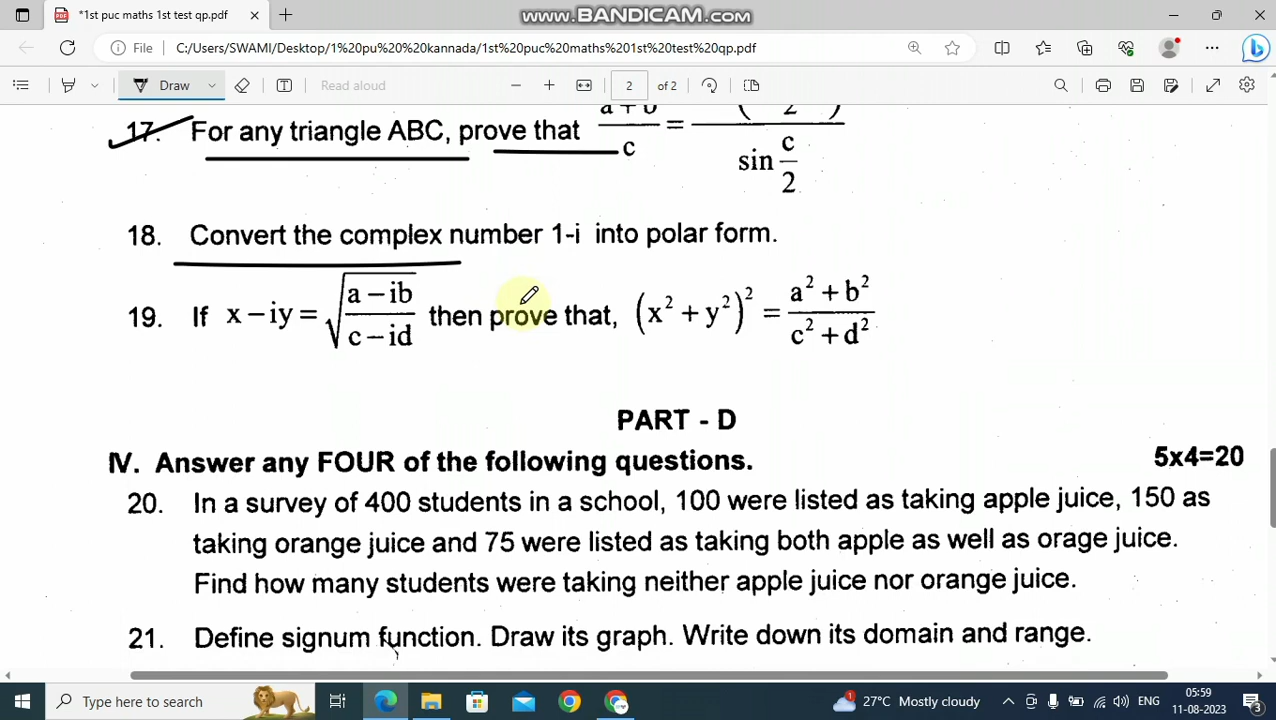 www.BANDICAM.com
*1st puc maths 1st test qp.pdf
File C:/Users/SWAMI/Desktop/1%20pu%20%20kannada/1st%20puc%20maths%201st%20test%20qp.pdf
Draw Read aloud 2 of 2
17. For any triangle ABC, prove that a + b / c = ( 2 ) / sin c/2
18. Convert the complex number 1-i into polar form.
19. If x − iy = √((a − ib)/(c − id)) then prove that, (x² + y²)² = (a² + b²)/(c² + d²)
PART - D
IV. Answer any FOUR of the following questions. 5x4=20
20. In a survey of 400 students in a school, 100 were listed as taking apple juice, 150 as
taking orange juice and 75 were listed as taking both apple as well as orage juice.
Find how many students were taking neither apple juice nor orange juice.
21. Define signum function. Draw its graph. Write down its domain and range.
Type here to search 1 27°C Mostly cloudy ENG 05:59
11-08-2023 3